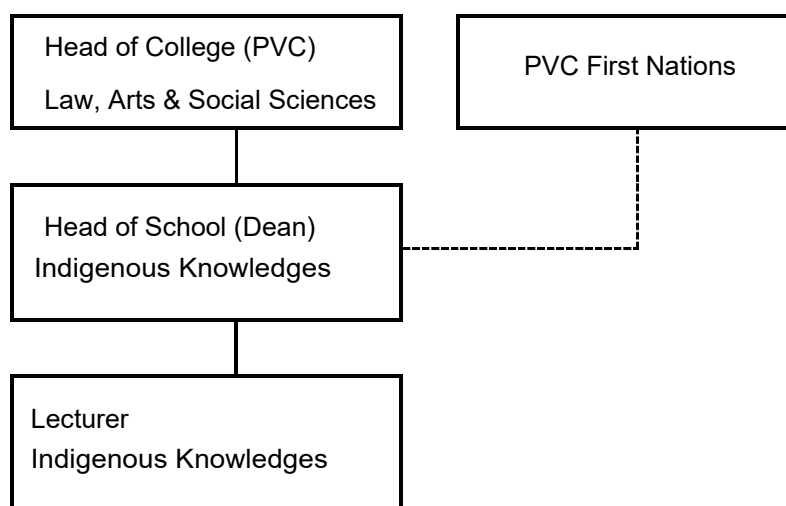 Head of College (PVC)
Law, Arts & Social Sciences
PVC First Nations
Head of School (Dean)
Indigenous Knowledges
Lecturer
Indigenous Knowledges